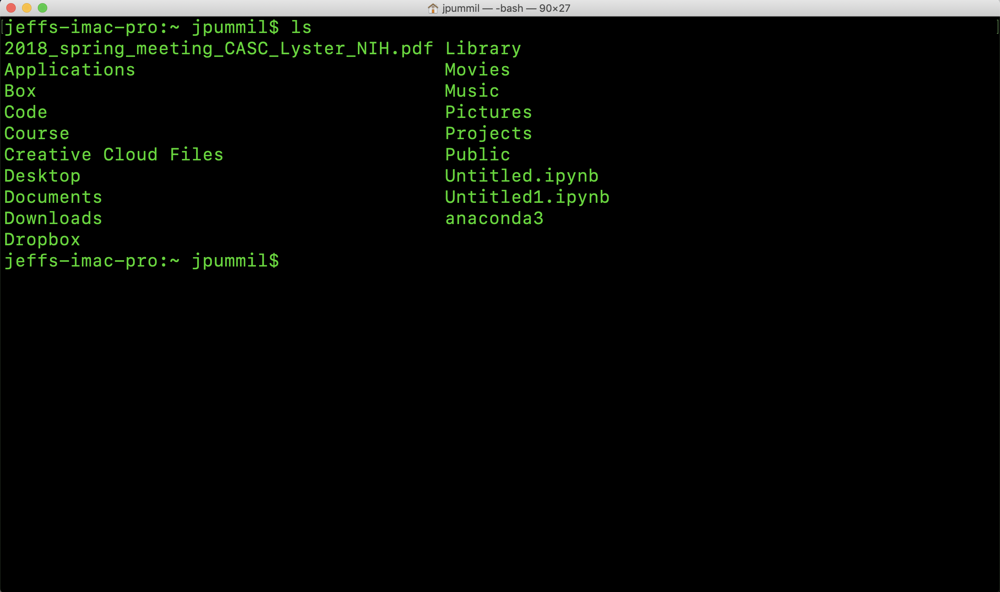 jpummil — -bash — 90×27
jeffs-imac-pro:~ jpummil$ ls
2018_spring_meeting_CASC_Lyster_NIH.pdf Library
Applications Movies
Box Music
Code Pictures
Course Projects
Creative Cloud Files Public
Desktop Untitled.ipynb
Documents Untitled1.ipynb
Downloads anaconda3
Dropbox
jeffs-imac-pro:~ jpummil$